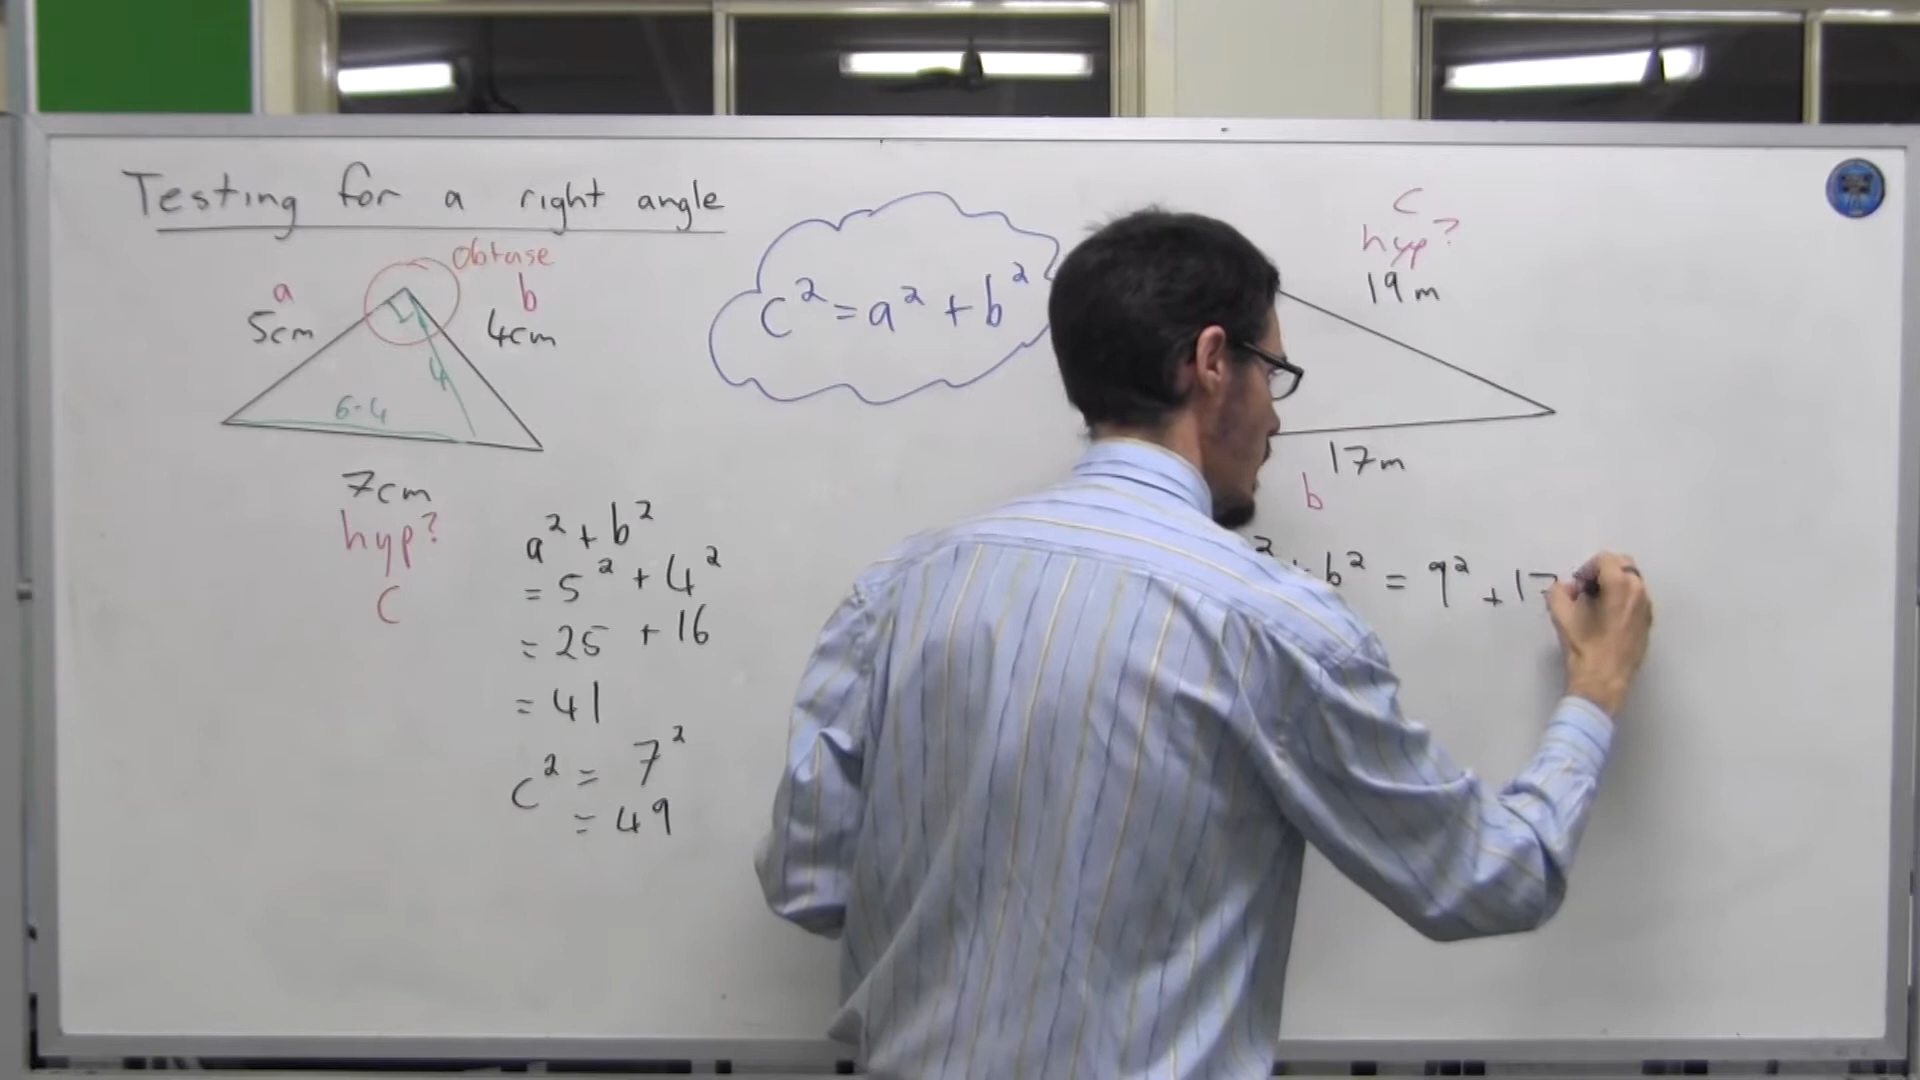 Testing for a right angle
obtuse
a
b
5cm
4cm
4
6.4
7cm
hyp?
C
c² = a² + b²
a² + b²
= 5² + 4²
= 25 + 16
= 41
c² = 7²
= 49
C
hyp?
19m
17m
b
² + b² = 9² + 17